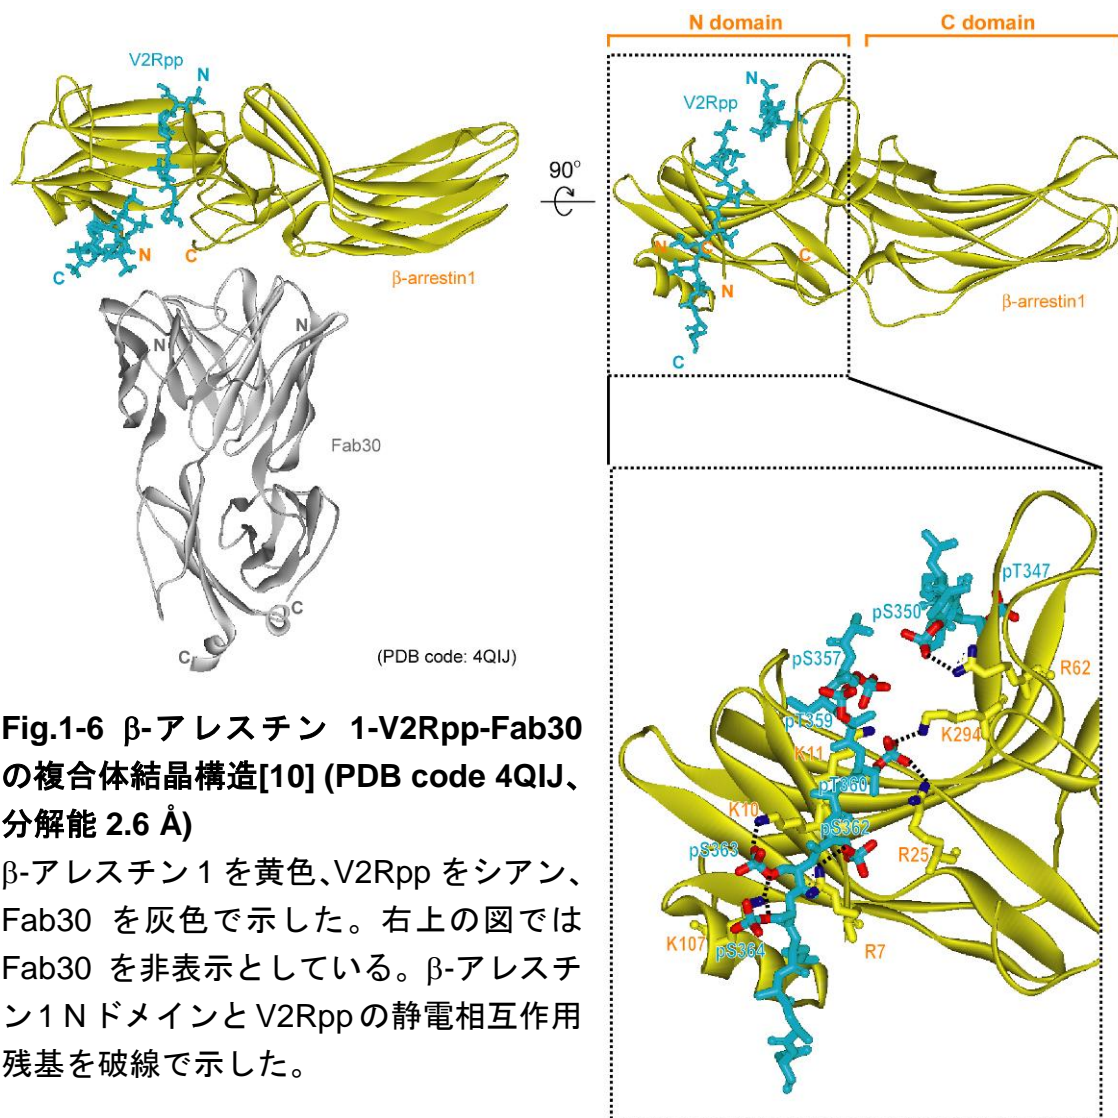 V2Rpp
N
N
C
C
β-arrestin1
N
N
Fab30
C
C
(PDB code: 4QIJ)
90°
N domain
C domain
N
V2Rpp
N
C
C
N
β-arrestin1
C
pT347
pS350
R62
pS357
pT359
K294
K11
pT360
K10
pS362
pS363
R25
K107
pS364
R7
Fig.1-6 β-アレスチン 1-V2Rpp-Fab30
の複合体結晶構造[10] (PDB code 4QIJ、
分解能 2.6 Å)
β-アレスチン 1 を黄色、V2Rpp をシアン、
Fab30 を灰色で示した。右上の図では
Fab30 を非表示としている。β-アレスチ
ン 1 N ドメインと V2Rpp の静電相互作用
残基を破線で示した。